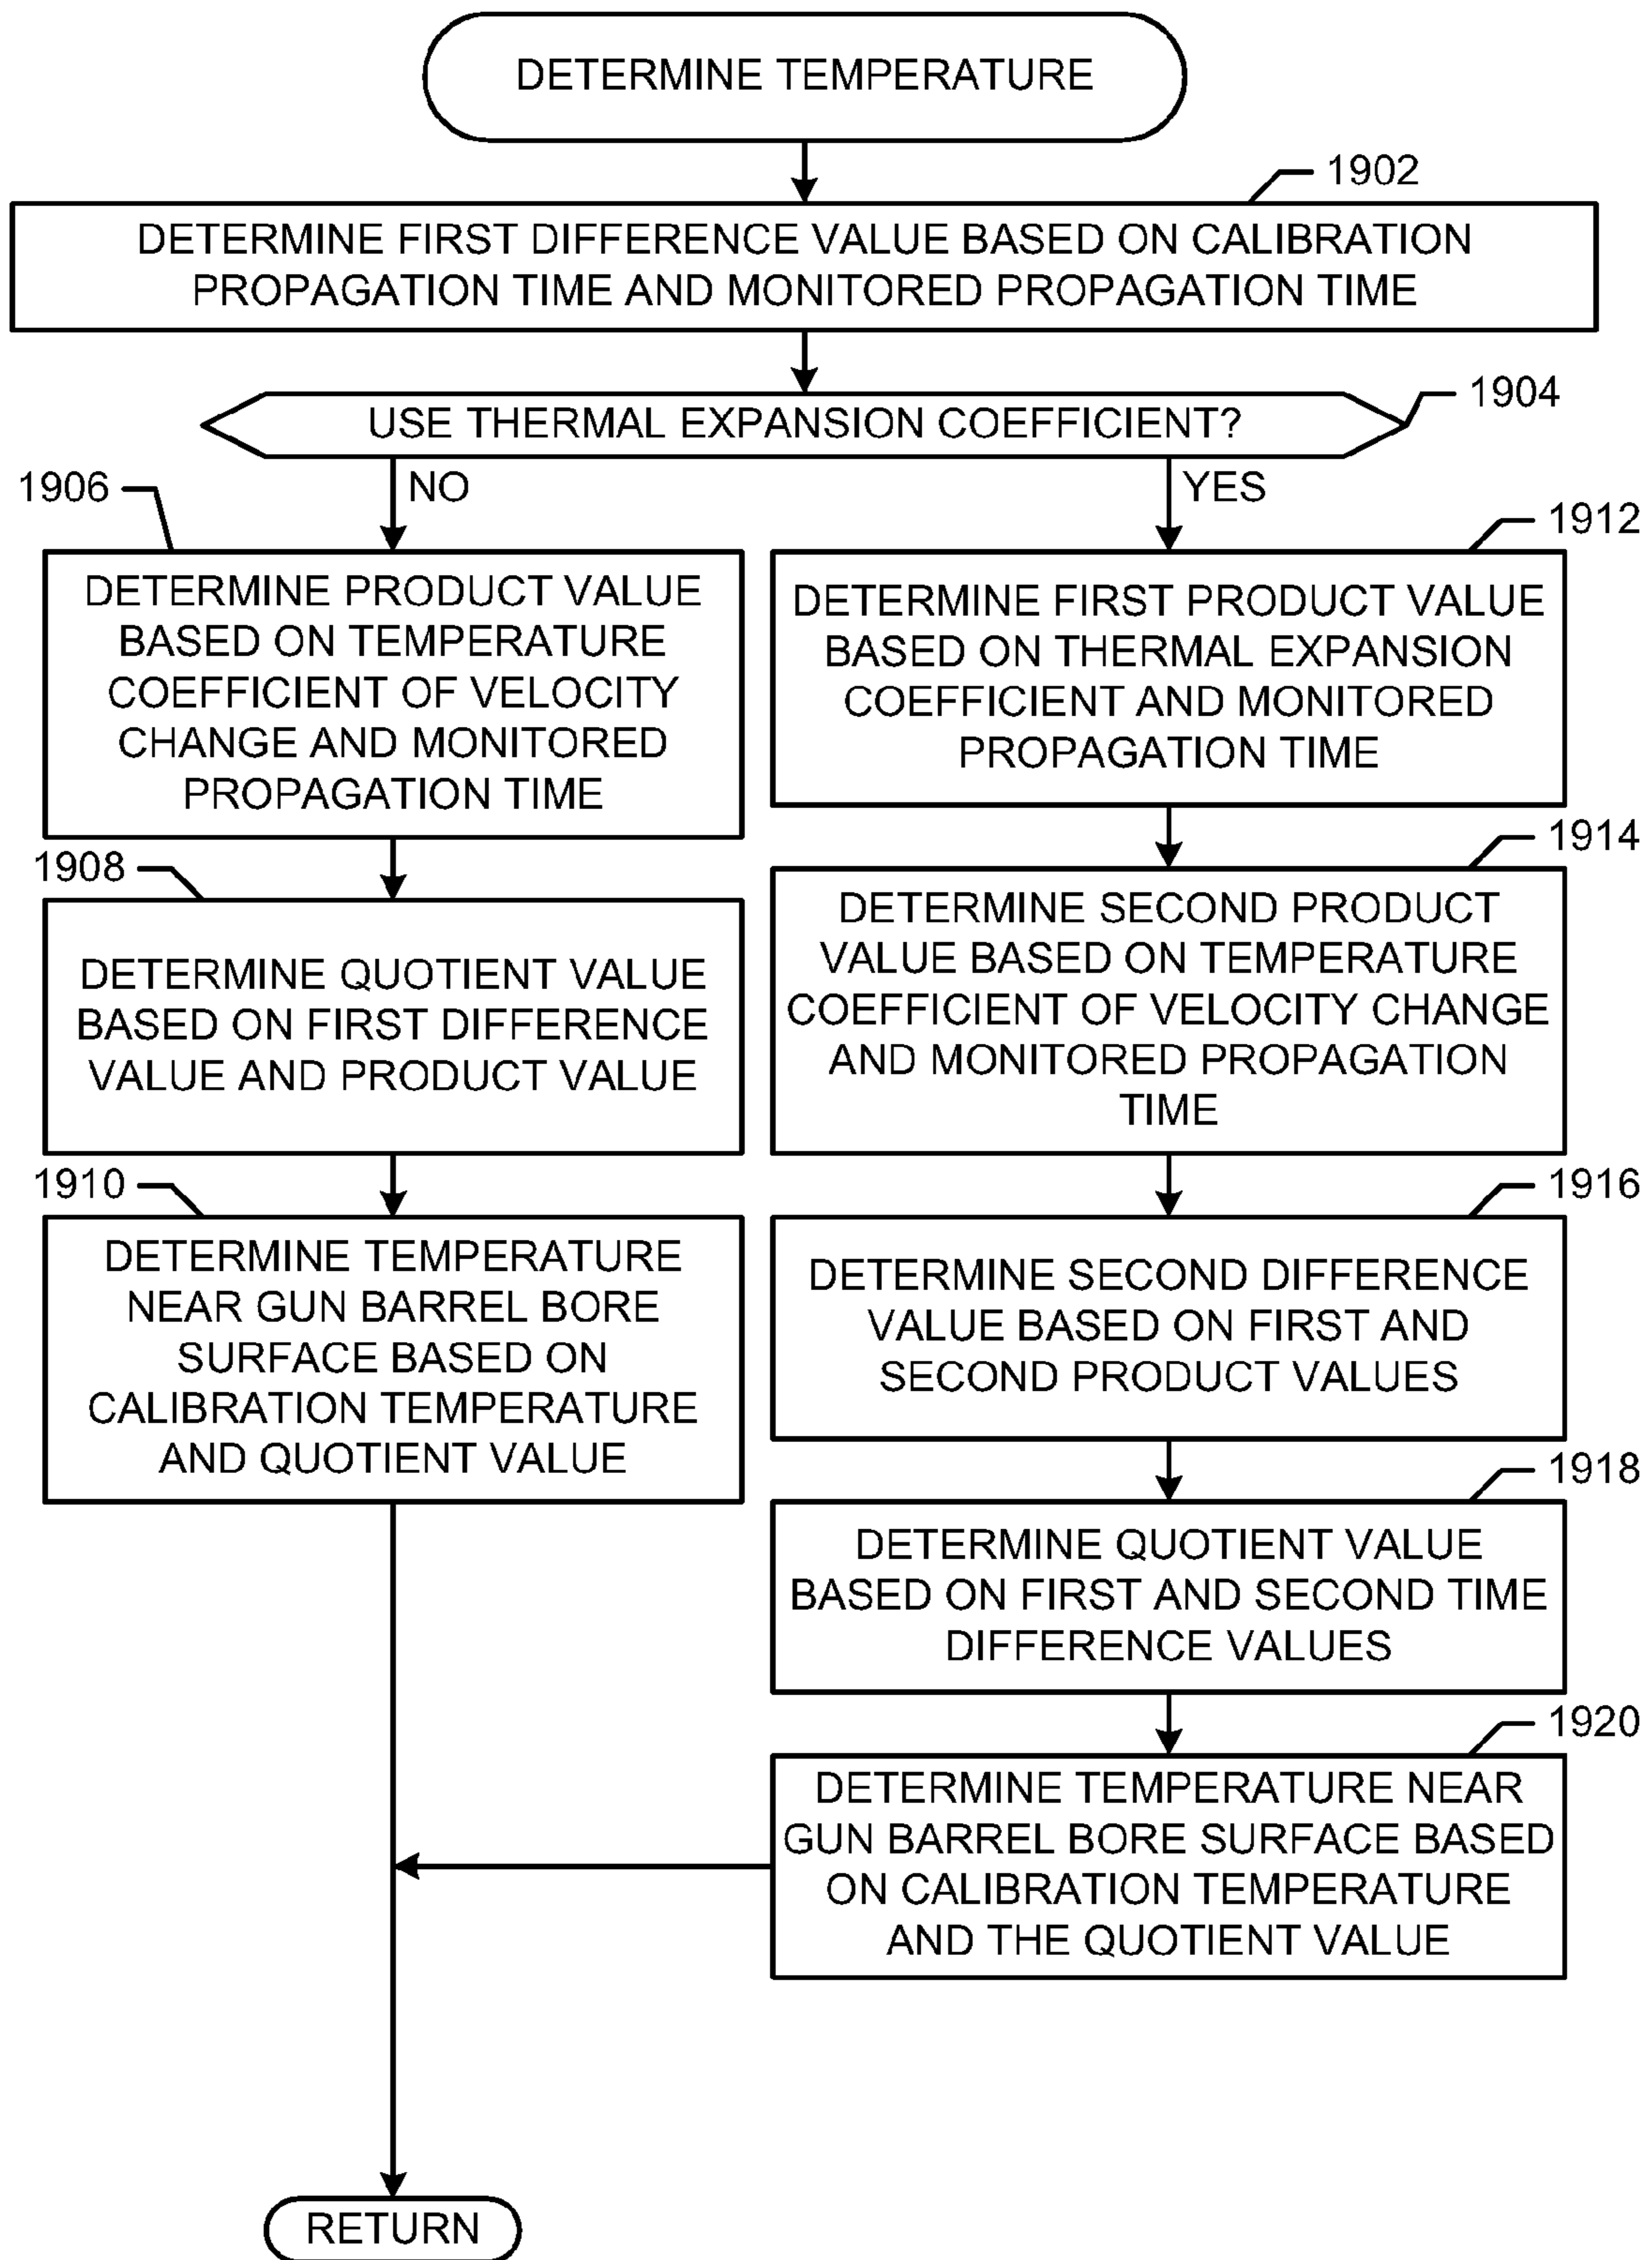 DETERMINE TEMPERATURE
1902
DETERMINE FIRST DIFFERENCE VALUE BASED ON CALIBRATION
PROPAGATION TIME AND MONITORED PROPAGATION TIME
1904
USE THERMAL EXPANSION COEFFICIENT?
NO
YES
1906
DETERMINE PRODUCT VALUE
BASED ON TEMPERATURE
COEFFICIENT OF VELOCITY
CHANGE AND MONITORED
PROPAGATION TIME
1908
DETERMINE QUOTIENT VALUE
BASED ON FIRST DIFFERENCE
VALUE AND PRODUCT VALUE
1910
DETERMINE TEMPERATURE
NEAR GUN BARREL BORE
SURFACE BASED ON
CALIBRATION TEMPERATURE
AND QUOTIENT VALUE
1912
DETERMINE FIRST PRODUCT VALUE
BASED ON THERMAL EXPANSION
COEFFICIENT AND MONITORED
PROPAGATION TIME
1914
DETERMINE SECOND PRODUCT
VALUE BASED ON TEMPERATURE
COEFFICIENT OF VELOCITY CHANGE
AND MONITORED PROPAGATION
TIME
1916
DETERMINE SECOND DIFFERENCE
VALUE BASED ON FIRST AND
SECOND PRODUCT VALUES
1918
DETERMINE QUOTIENT VALUE
BASED ON FIRST AND SECOND TIME
DIFFERENCE VALUES
1920
DETERMINE TEMPERATURE NEAR
GUN BARREL BORE SURFACE BASED
ON CALIBRATION TEMPERATURE
AND THE QUOTIENT VALUE
RETURN